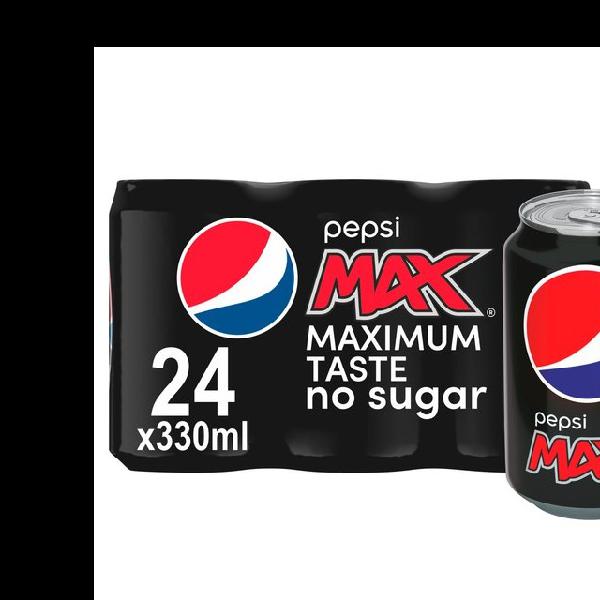 pepsi
MAX®
MAXIMUM
TASTE
no sugar
24
x330ml
pepsi
MAX